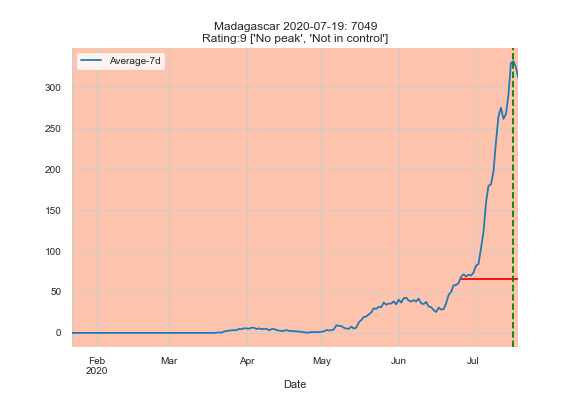 Madagascar 2020-07-19: 7049
Rating:9 ['No peak', 'Not in control']
Average-7d
300
250
200
150
100
50
0
Feb Mar Apr May Jun Jul
2020
Date